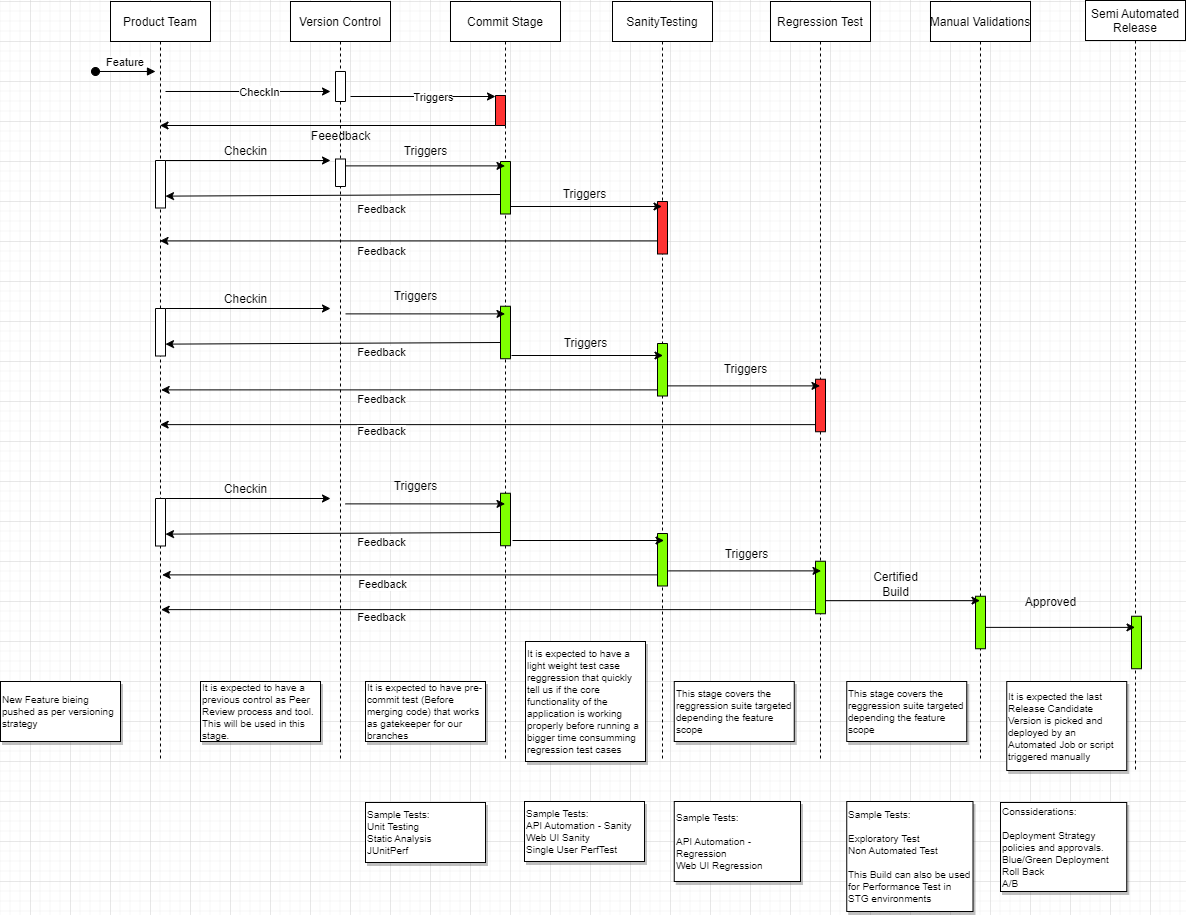 Product Team
Version Control
Commit Stage
SanityTesting
Regression Test
Manual Validations
Semi Automated
Release
Feature
CheckIn
Triggers
Feeedback
Checkin
Triggers
Feedback
Triggers
Feedback
Checkin
Triggers
Feedback
Triggers
Feedback
Triggers
Feedback
Checkin
Triggers
Feedback
Triggers
Feedback
Certified
Build
Approved
Feedback
New Feature being
pushed as per versioning
strategy
It is expected to have a
previous control as Peer
Review process and tool.
This will be used in this
stage.
It is expected to have pre-
commit test (Before
merging code) that works
as gatekeeper for our
branches
It is expected to have a
light weight test case
reggression that quickly
tell us if the core
functionality of the
application is working
properly before running a
bigger time consumming
regression test cases
This stage covers the
reggression suite targeted
depending the feature
scope
This stage covers the
reggression suite targeted
depending the feature
scope
It is expected the last
Release Candidate
Version is picked and
deployed by an
Automated Job or script
triggered manually
Sample Tests:
Unit Testing
Static Analysis
JUnitPerf
Sample Tests:
API Automation - Sanity
Web UI Sanity
Single User PerfTest
Sample Tests:
API Automation -
Regression
Web UI Regression
Sample Tests:
Exploratory Test
Non Automated Test
This Build can also be used
for Performance Test in
STG environments
Conssiderations:
Deployment Strategy
policies and approvals.
Blue/Green Deployment
Roll Back
A/B